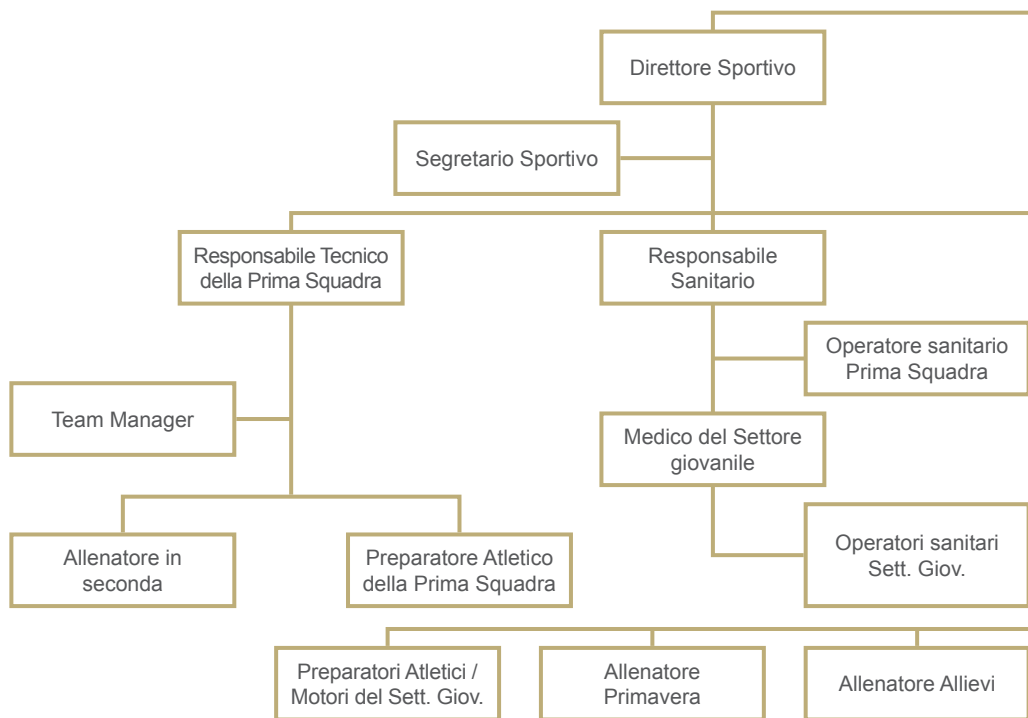 Direttore Sportivo
Segretario Sportivo
Responsabile Tecnico
della Prima Squadra
Responsabile
Sanitario
Operatore sanitario
Prima Squadra
Team Manager
Medico del Settore
giovanile
Allenatore in
seconda
Preparatore Atletico
della Prima Squadra
Operatori sanitari
Sett. Giov.
Preparatori Atletici /
Motori del Sett. Giov.
Allenatore
Primavera
Allenatore Allievi